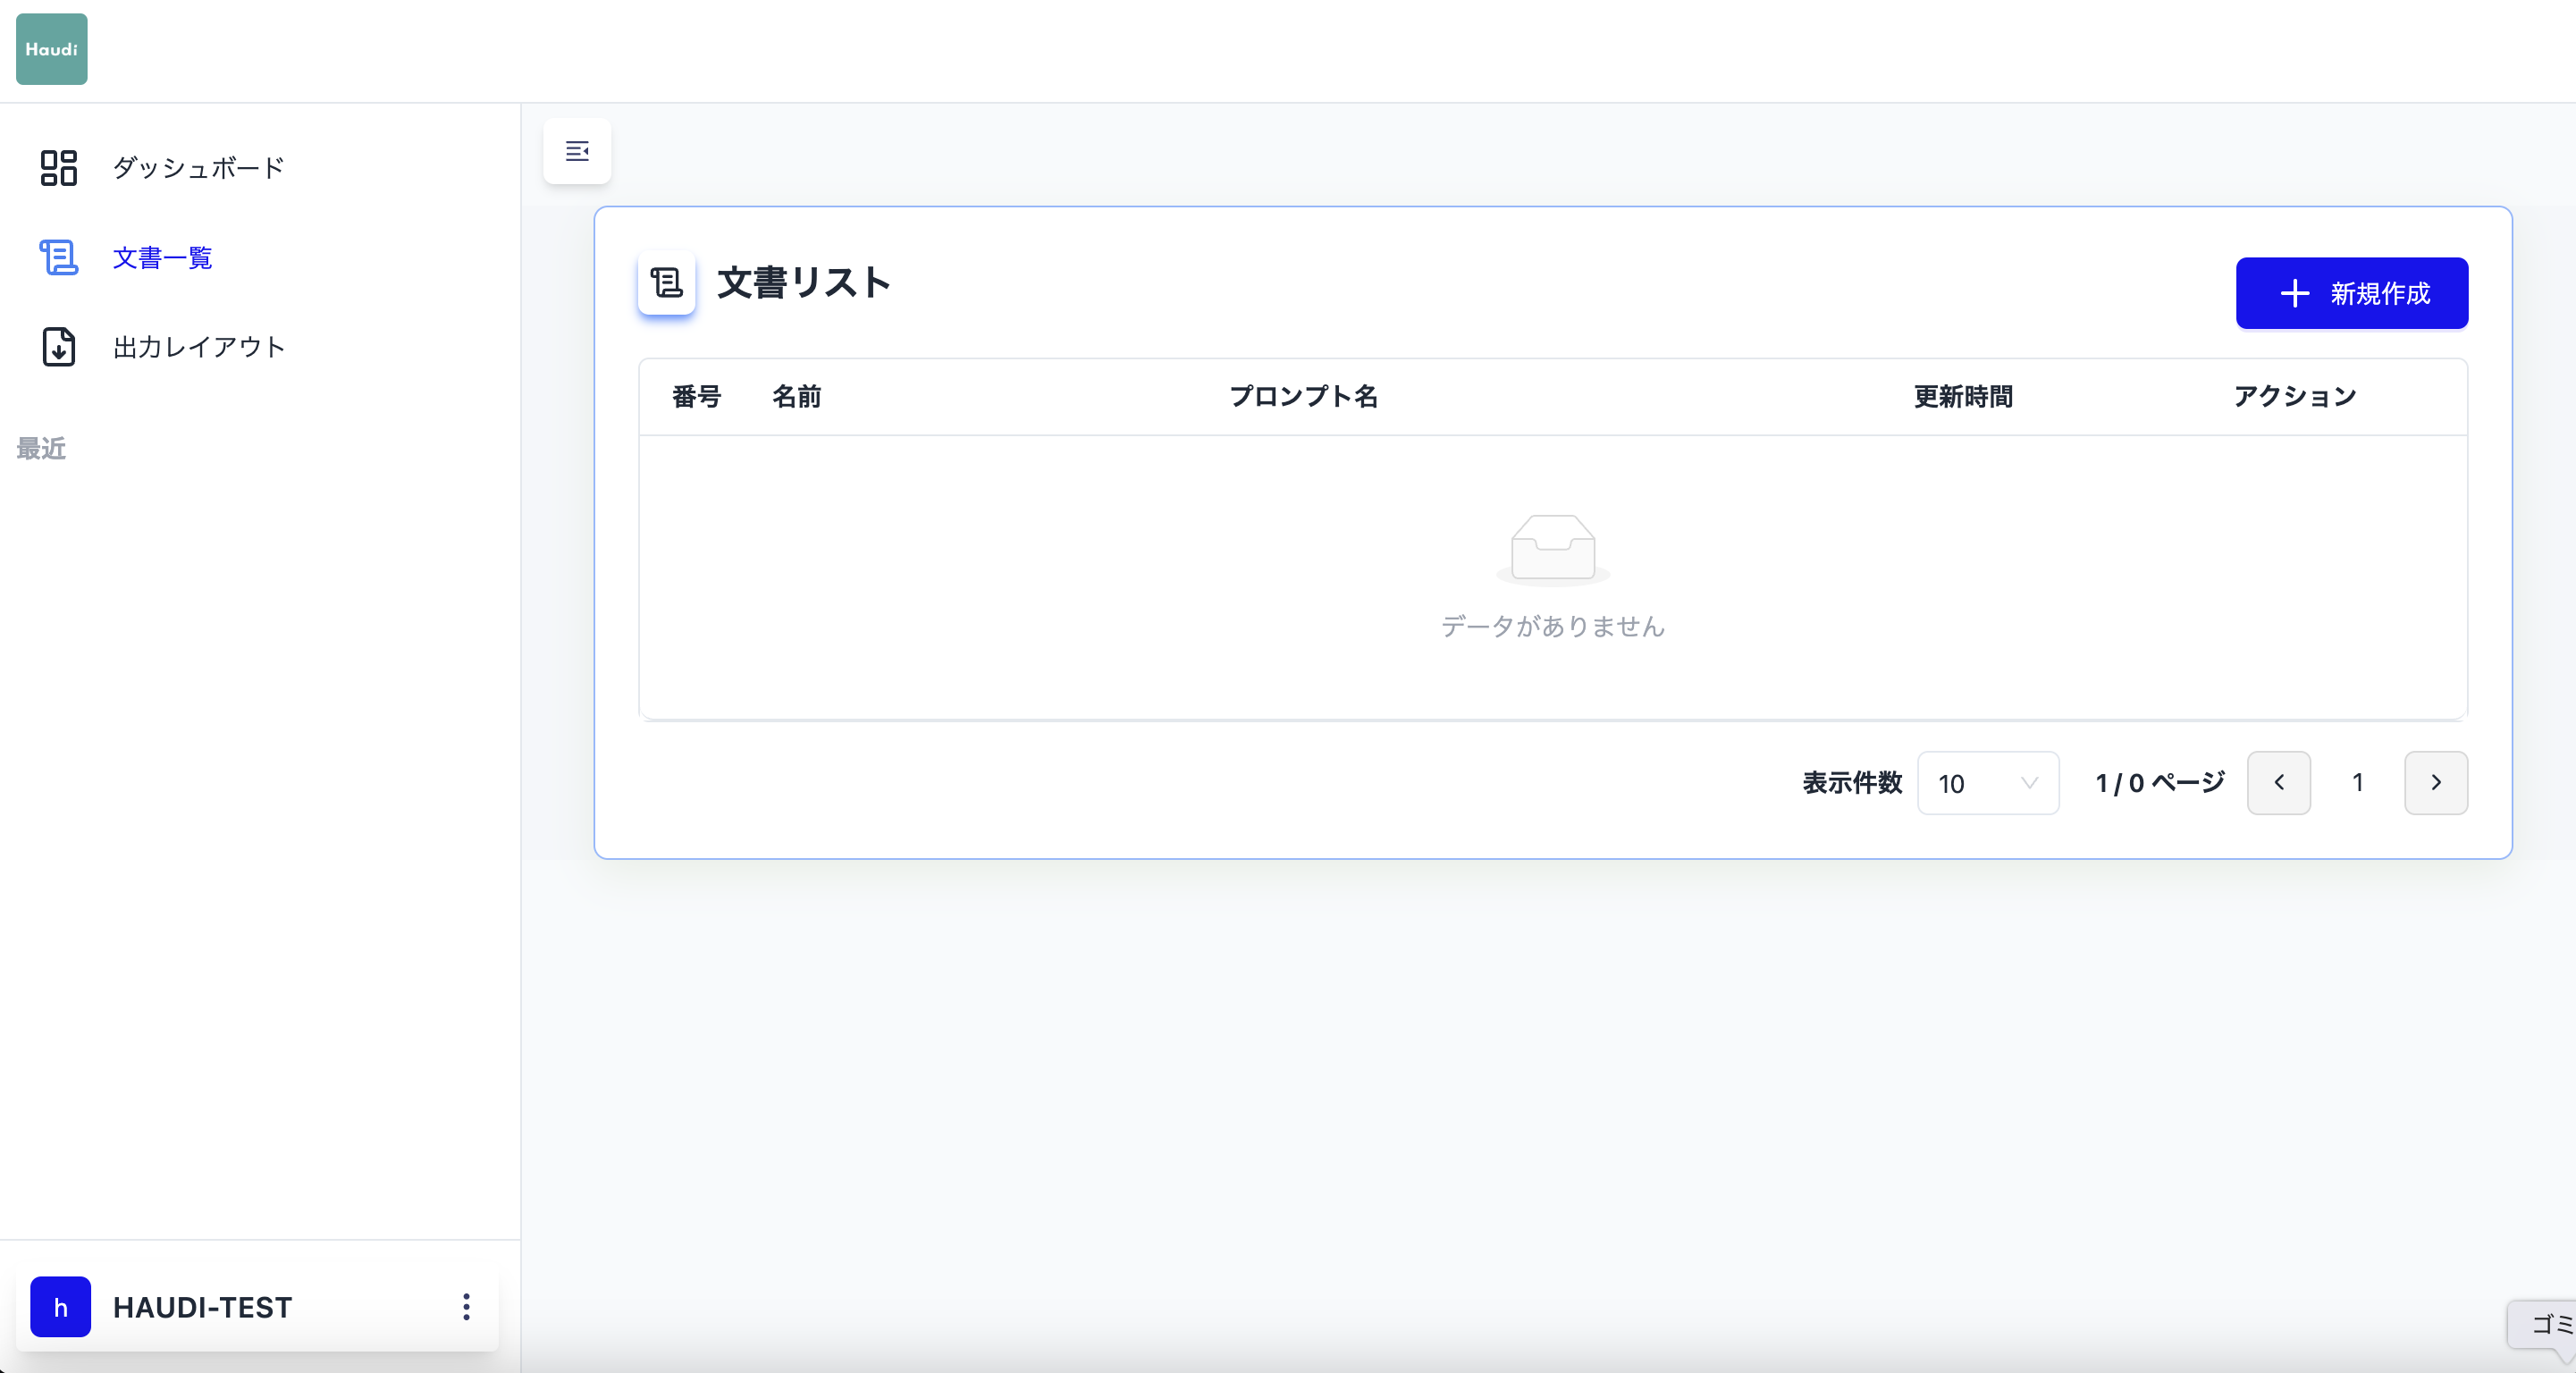 Haudi
ダッシュボード
文書一覧
出力レイアウト
最近
文書リスト
新規作成
番号 名前 プロンプト名 更新時間 アクション
データがありません
表示件数 10 1 / 0 ページ 1
h HAUDI-TEST
ゴミ